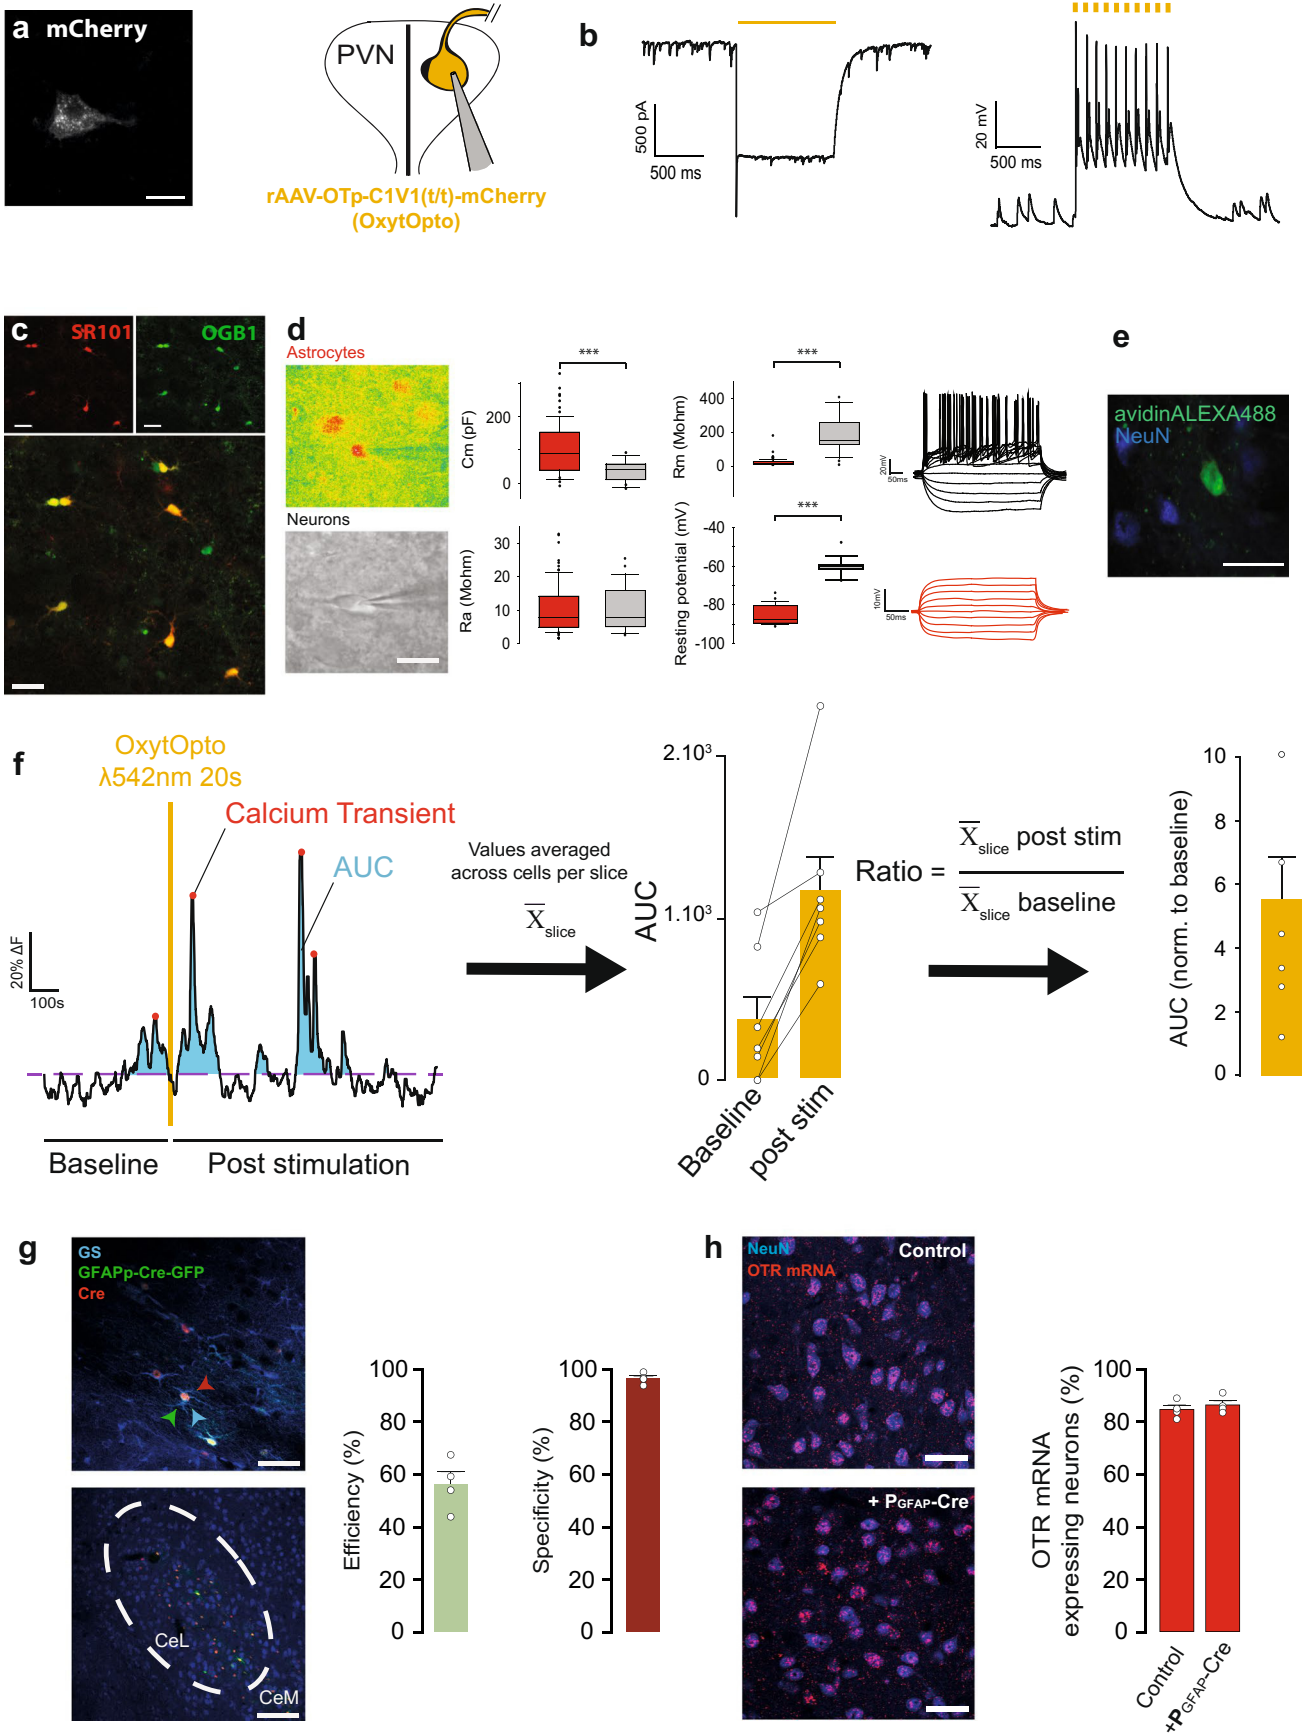 a mCherry
PVN
rAAV-OTp-C1V1(t/t)-mCherry
(OxytOpto)
b
500 pA
500 ms
20 mV
500 ms
c SR101
OGB1
d
Astrocytes
Neurons
Cm (pF)
200
0
***
Rm (Mohm)
400
200
0
***
20mV
50ms
Ra (Mohm)
30
20
10
0
Resting potential (mV)
-40
-60
-80
-100
***
10mV
50ms
e
avidinALEXA488
NeuN
f
OxytOpto
λ542nm 20s
Calcium Transient
AUC
20% ΔF
100s
Baseline
Post stimulation
Values averaged
across cells per slice
X̅slice
AUC
2.10³
1.10³
0
Baseline
post stim
Ratio =
X̅slice post stim
X̅slice baseline
AUC (norm. to baseline)
10
8
6
4
2
0
g
GS
GFAPp-Cre-GFP
Cre
CeL
CeM
Efficiency (%)
100
80
60
40
20
0
Specificity (%)
100
80
60
40
20
0
h
NeuN
OTR mRNA
Control
+ PGFAP-Cre
OTR mRNA
expressing neurons (%)
100
80
60
40
20
0
Control
+PGFAP-Cre